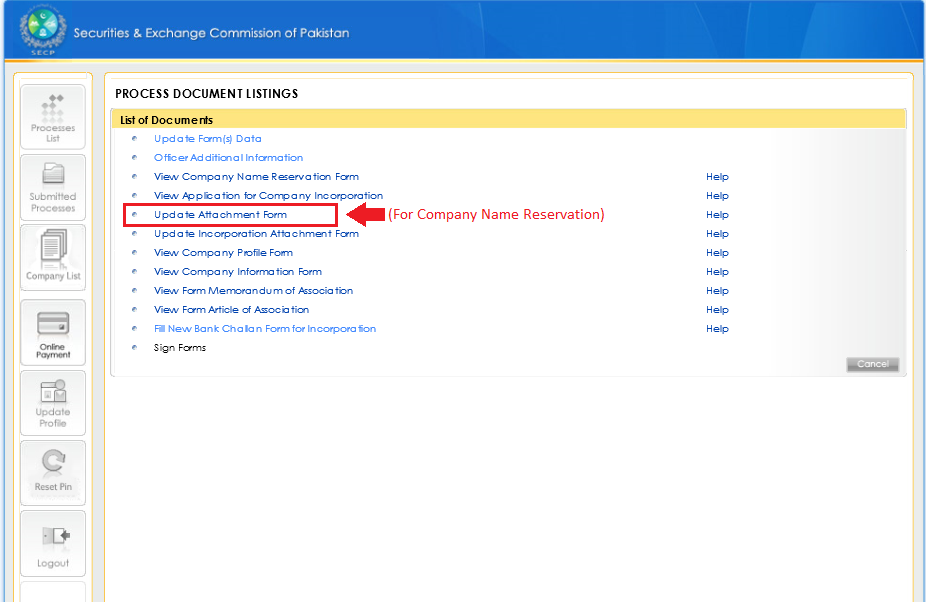 SECP
Securities & Exchange Commission of Pakistan
Processes
List
Submitted
Processes
Company List
Online
Payment
Update
Profile
Reset Pin
Logout
PROCESS DOCUMENT LISTINGS
List of Documents
Update Form(s) Data
Officer Additional Information
View Company Name Reservation Form Help
View Application for Company Incorporation Help
Update Attachment Form (For Company Name Reservation) Help
Update Incorporation Attachment Form Help
View Company Profile Form Help
View Company Information Form Help
View Form Memorandum of Association Help
View Form Article of Association Help
Fill New Bank Challan Form for Incorporation Help
Sign Forms
Cancel